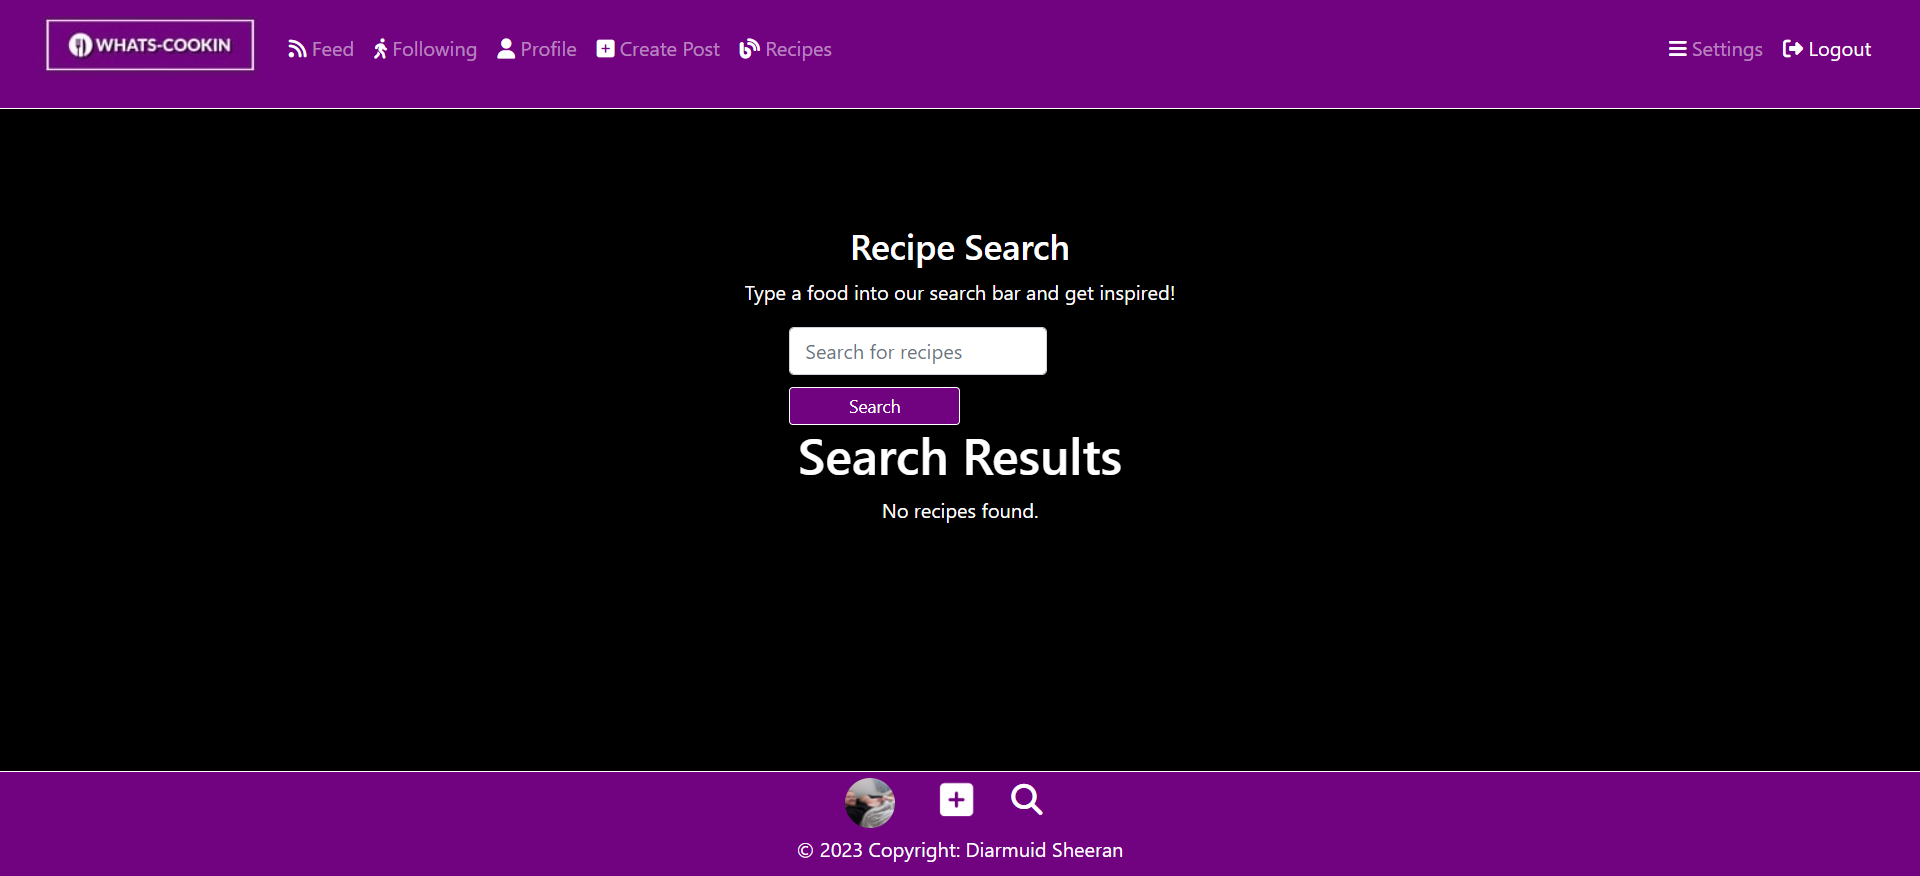 WHATS-COOKIN Feed Following Profile Create Post Recipes Settings Logout
Recipe Search
Type a food into our search bar and get inspired!
Search for recipes
Search
Search Results
No recipes found.
© 2023 Copyright: Diarmuid Sheeran